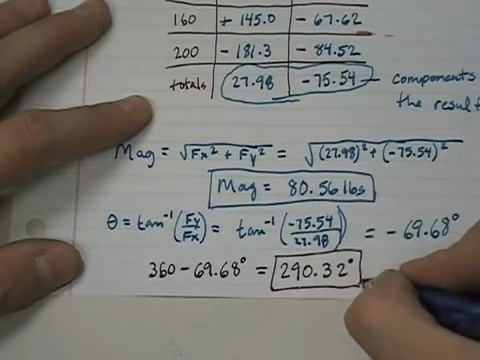 160 + 145.0 - 67.62
200 - 181.3 - 84.52
totals 27.98 - 75.54 components
the result
Mag = √Fx² + Fy² = √(27.98)² + (-75.54)²
Mag = 80.56 lbs
θ = tan⁻¹(Fy/Fx) = tan⁻¹(-75.54/27.98) = - 69.68°
360 - 69.68° = 290.32°